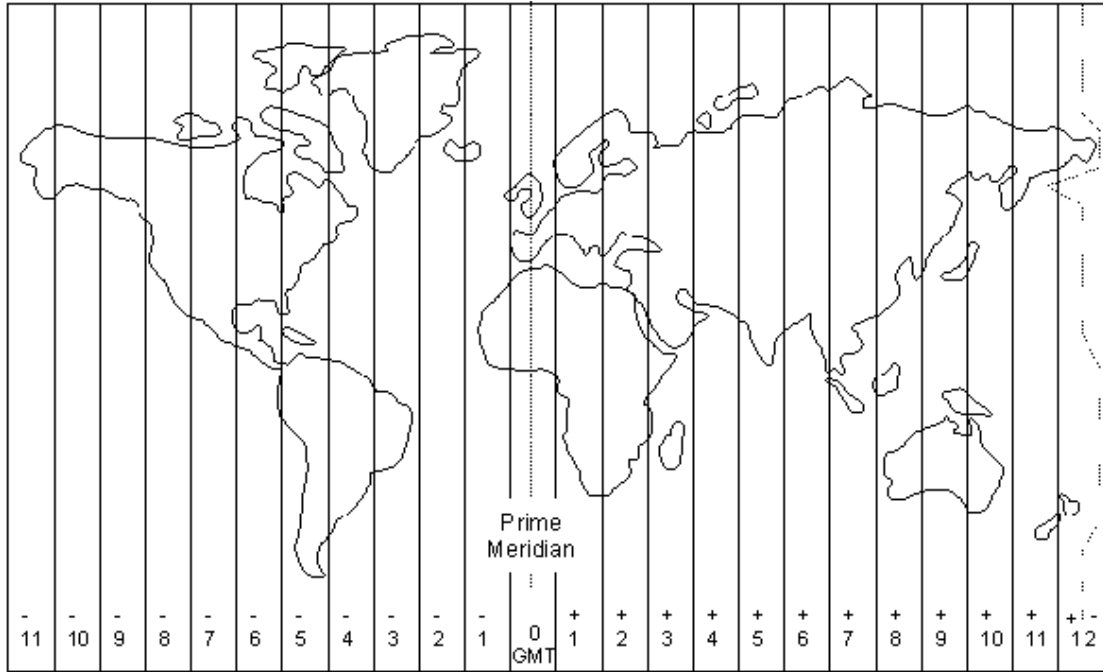 Prime
Meridian
- - - - - - - - - - - + + + + + + + + + + + + -
11 10 9 8 7 6 5 4 3 2 1 0 1 2 3 4 5 6 7 8 9 10 11 12
GMT